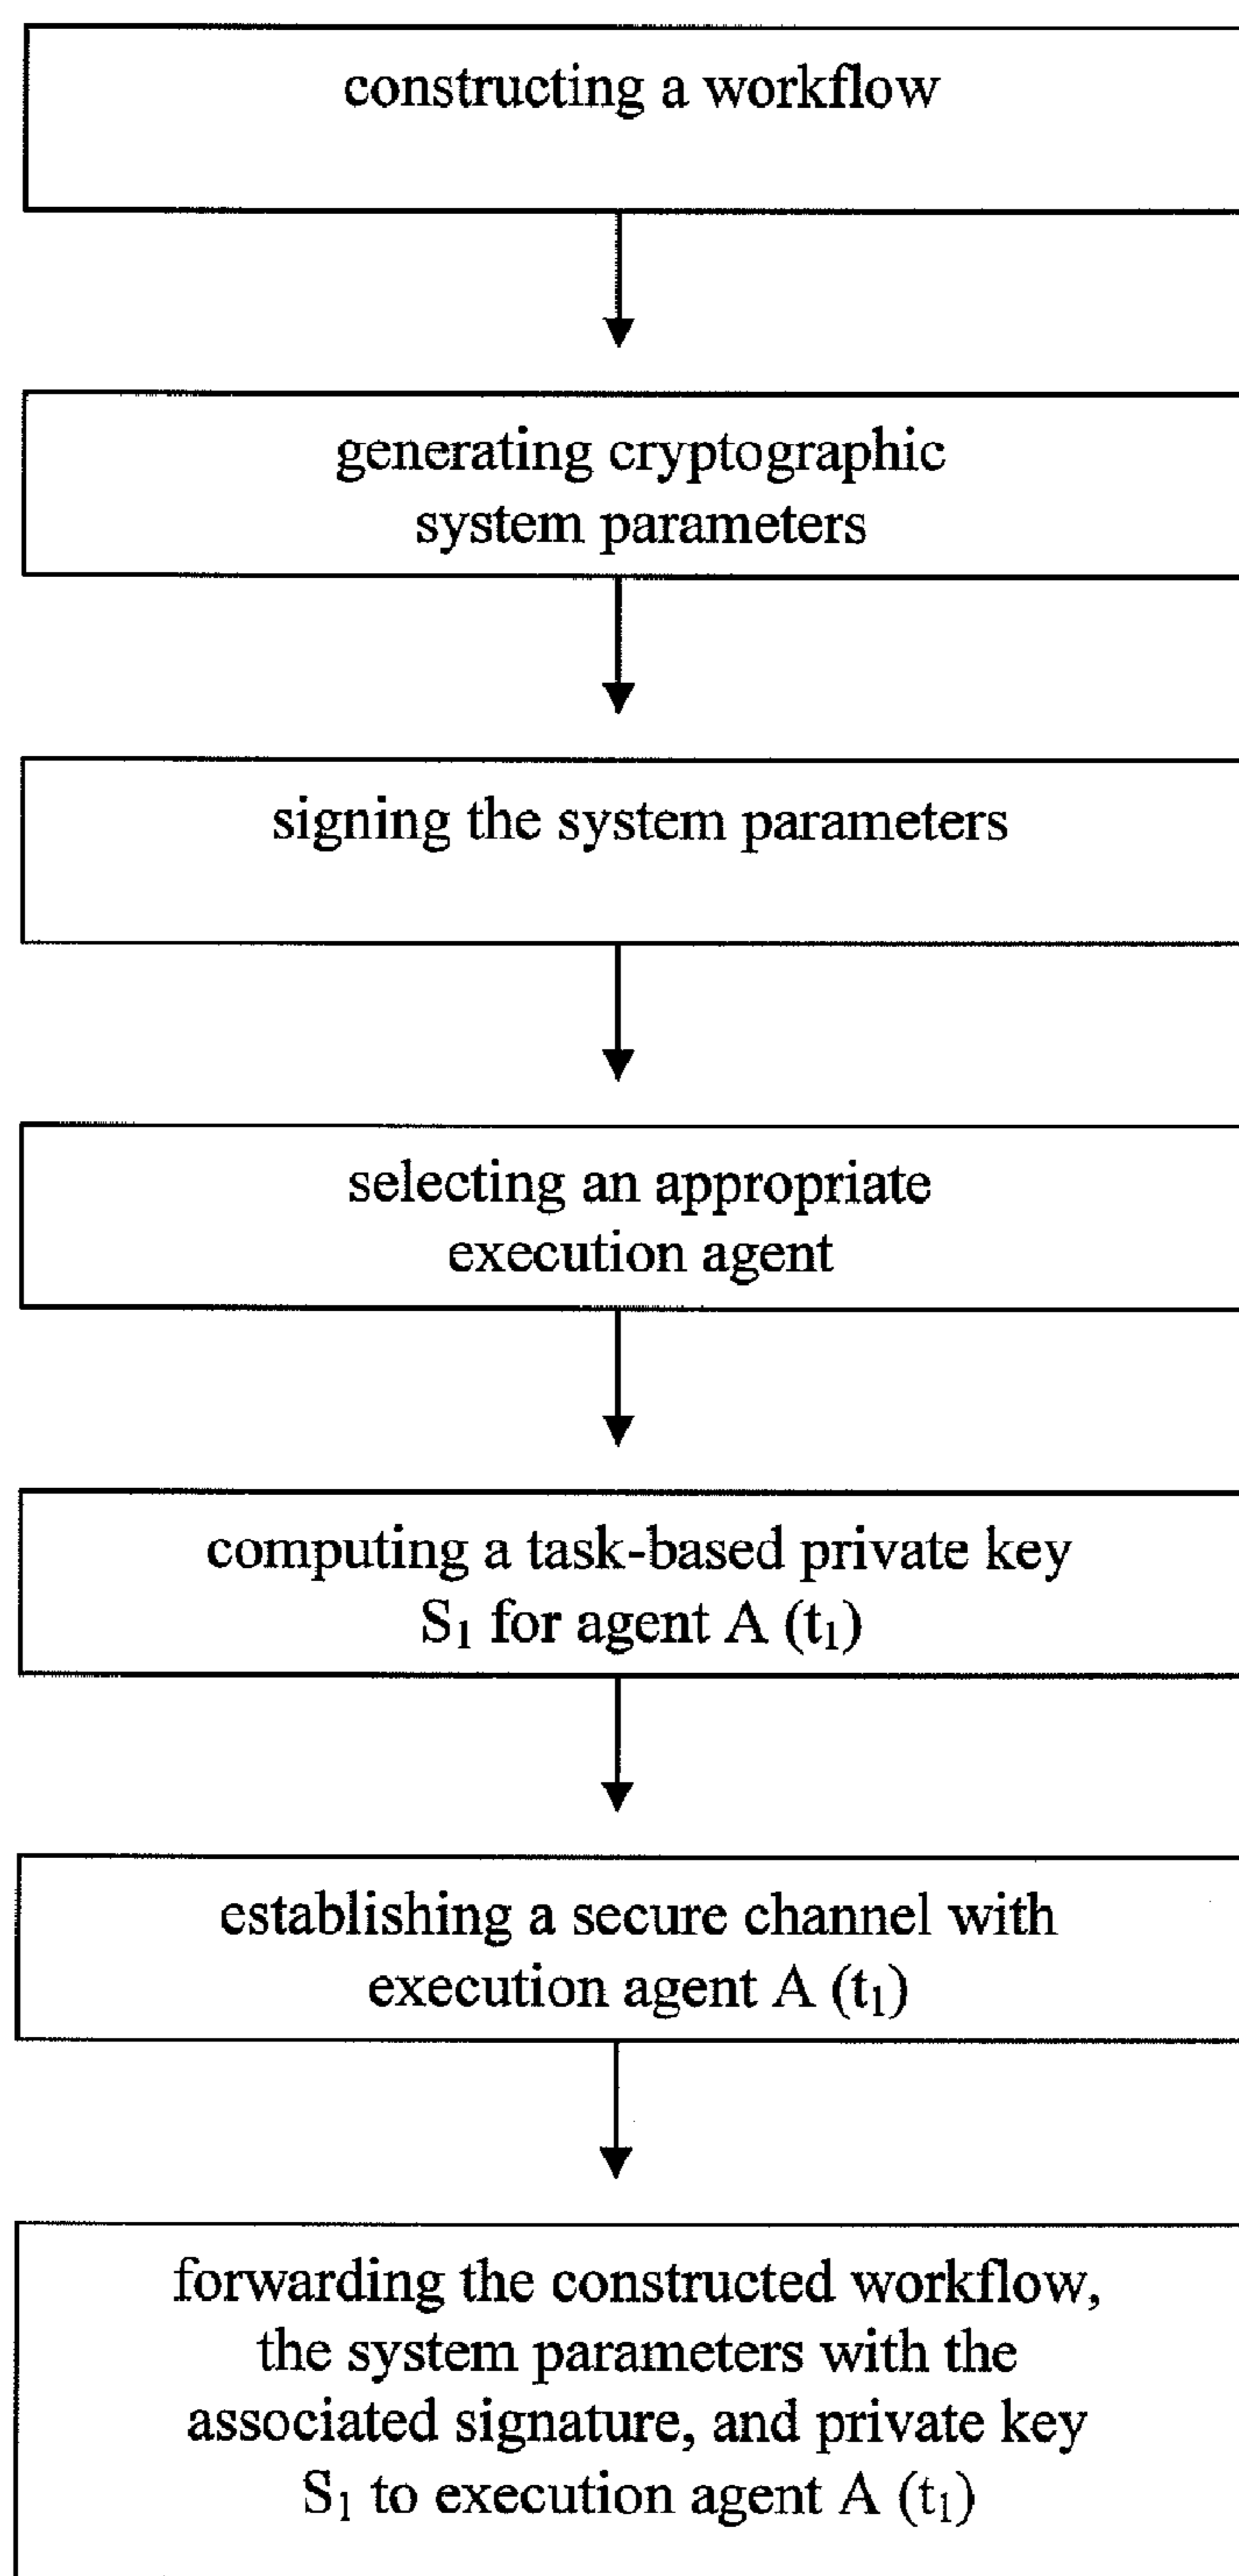 constructing a workflow
generating cryptographic
system parameters
signing the system parameters
selecting an appropriate
execution agent
computing a task-based private key
S₁ for agent A (t₁)
establishing a secure channel with
execution agent A (t₁)
forwarding the constructed workflow,
the system parameters with the
associated signature, and private key
S₁ to execution agent A (t₁)